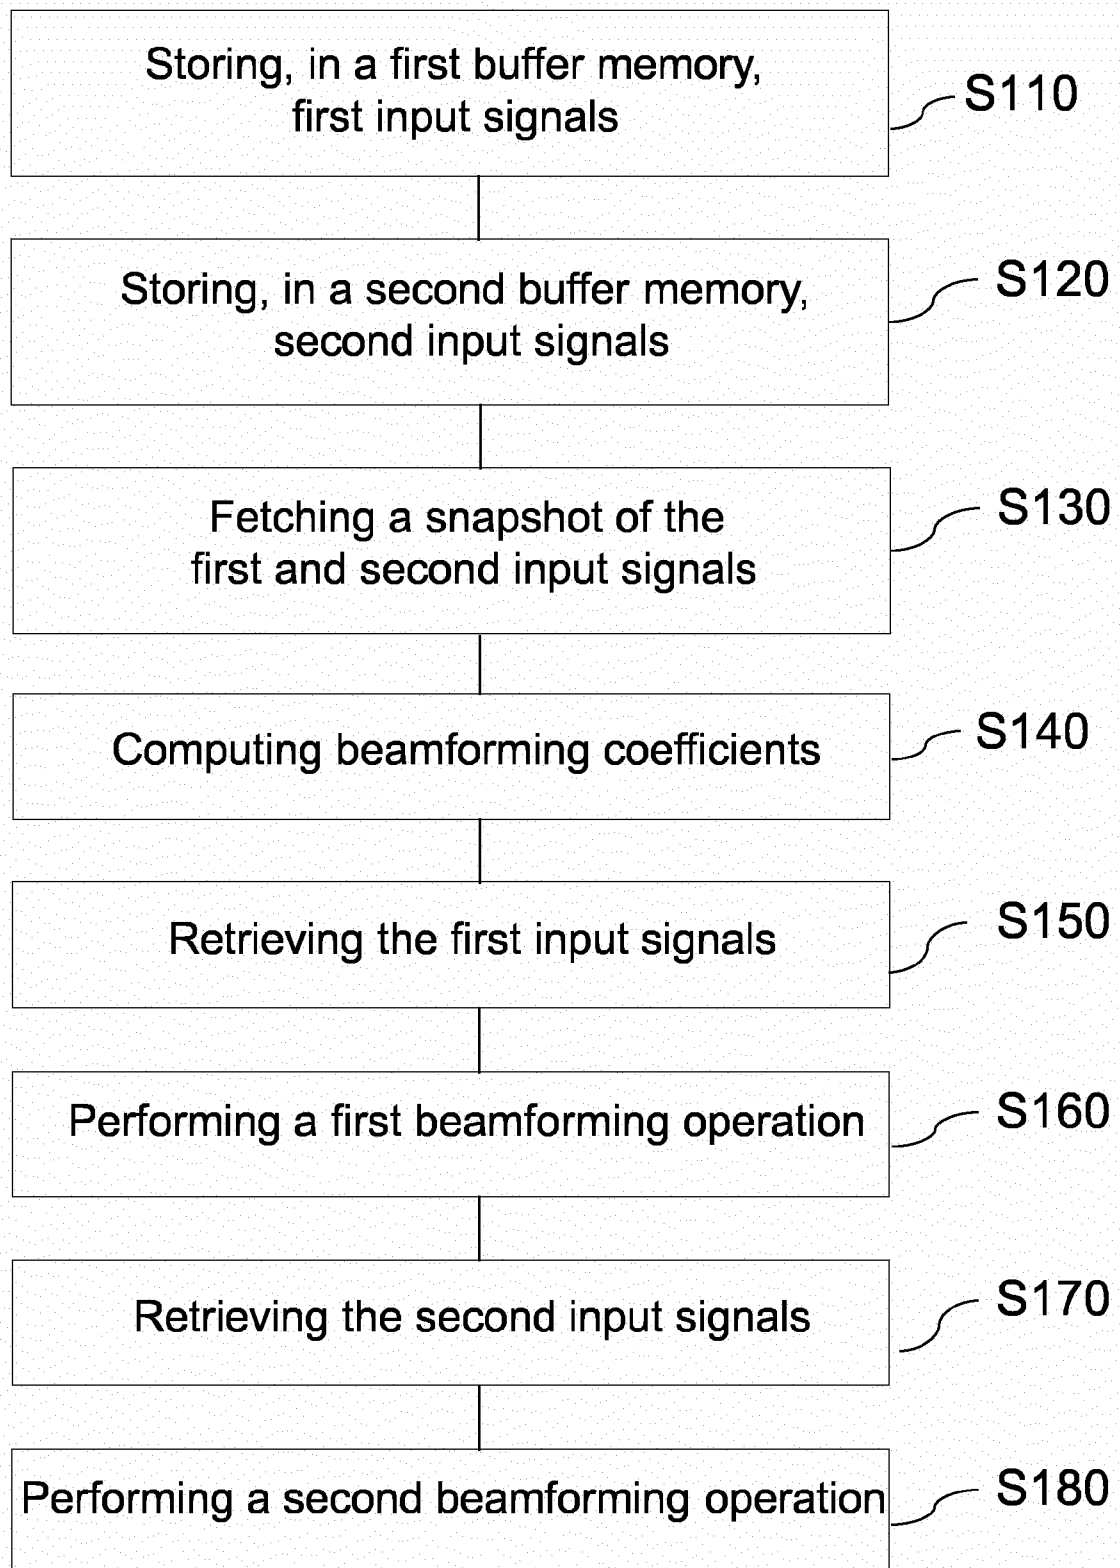 Storing, in a first buffer memory,
first input signals
S110
Storing, in a second buffer memory,
second input signals
S120
Fetching a snapshot of the
first and second input signals
S130
Computing beamforming coefficients
S140
Retrieving the first input signals
S150
Performing a first beamforming operation
S160
Retrieving the second input signals
S170
Performing a second beamforming operation
S180